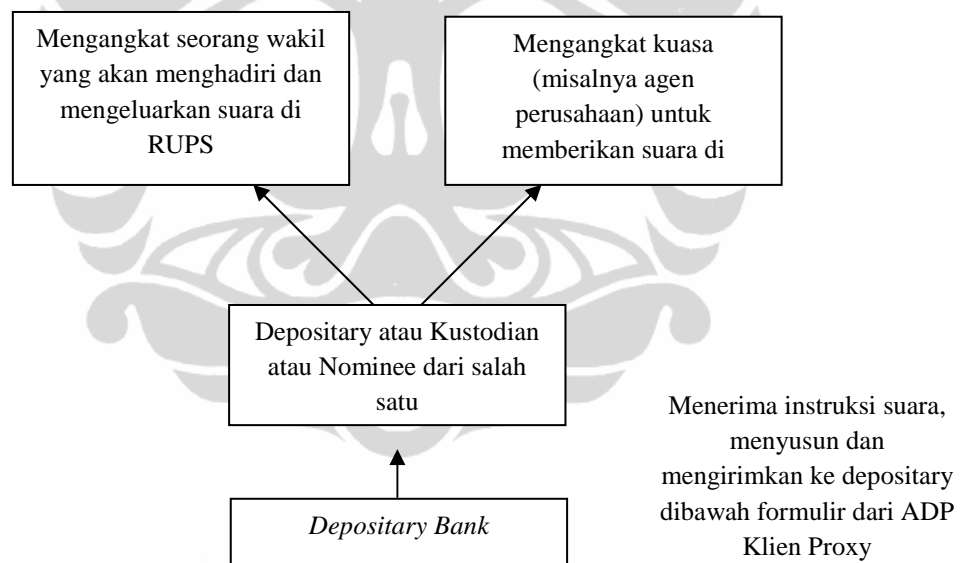 Mengangkat seorang wakil
yang akan menghadiri dan
mengeluarkan suara di
RUPS
Mengangkat kuasa
(misalnya agen
perusahaan) untuk
memberikan suara di
Depositary atau Kustodian
atau Nominee dari salah
satu
Menerima instruksi suara,
menyusun dan
mengirimkan ke depositary
dibawah formulir dari ADP
Klien Proxy
Depositary Bank